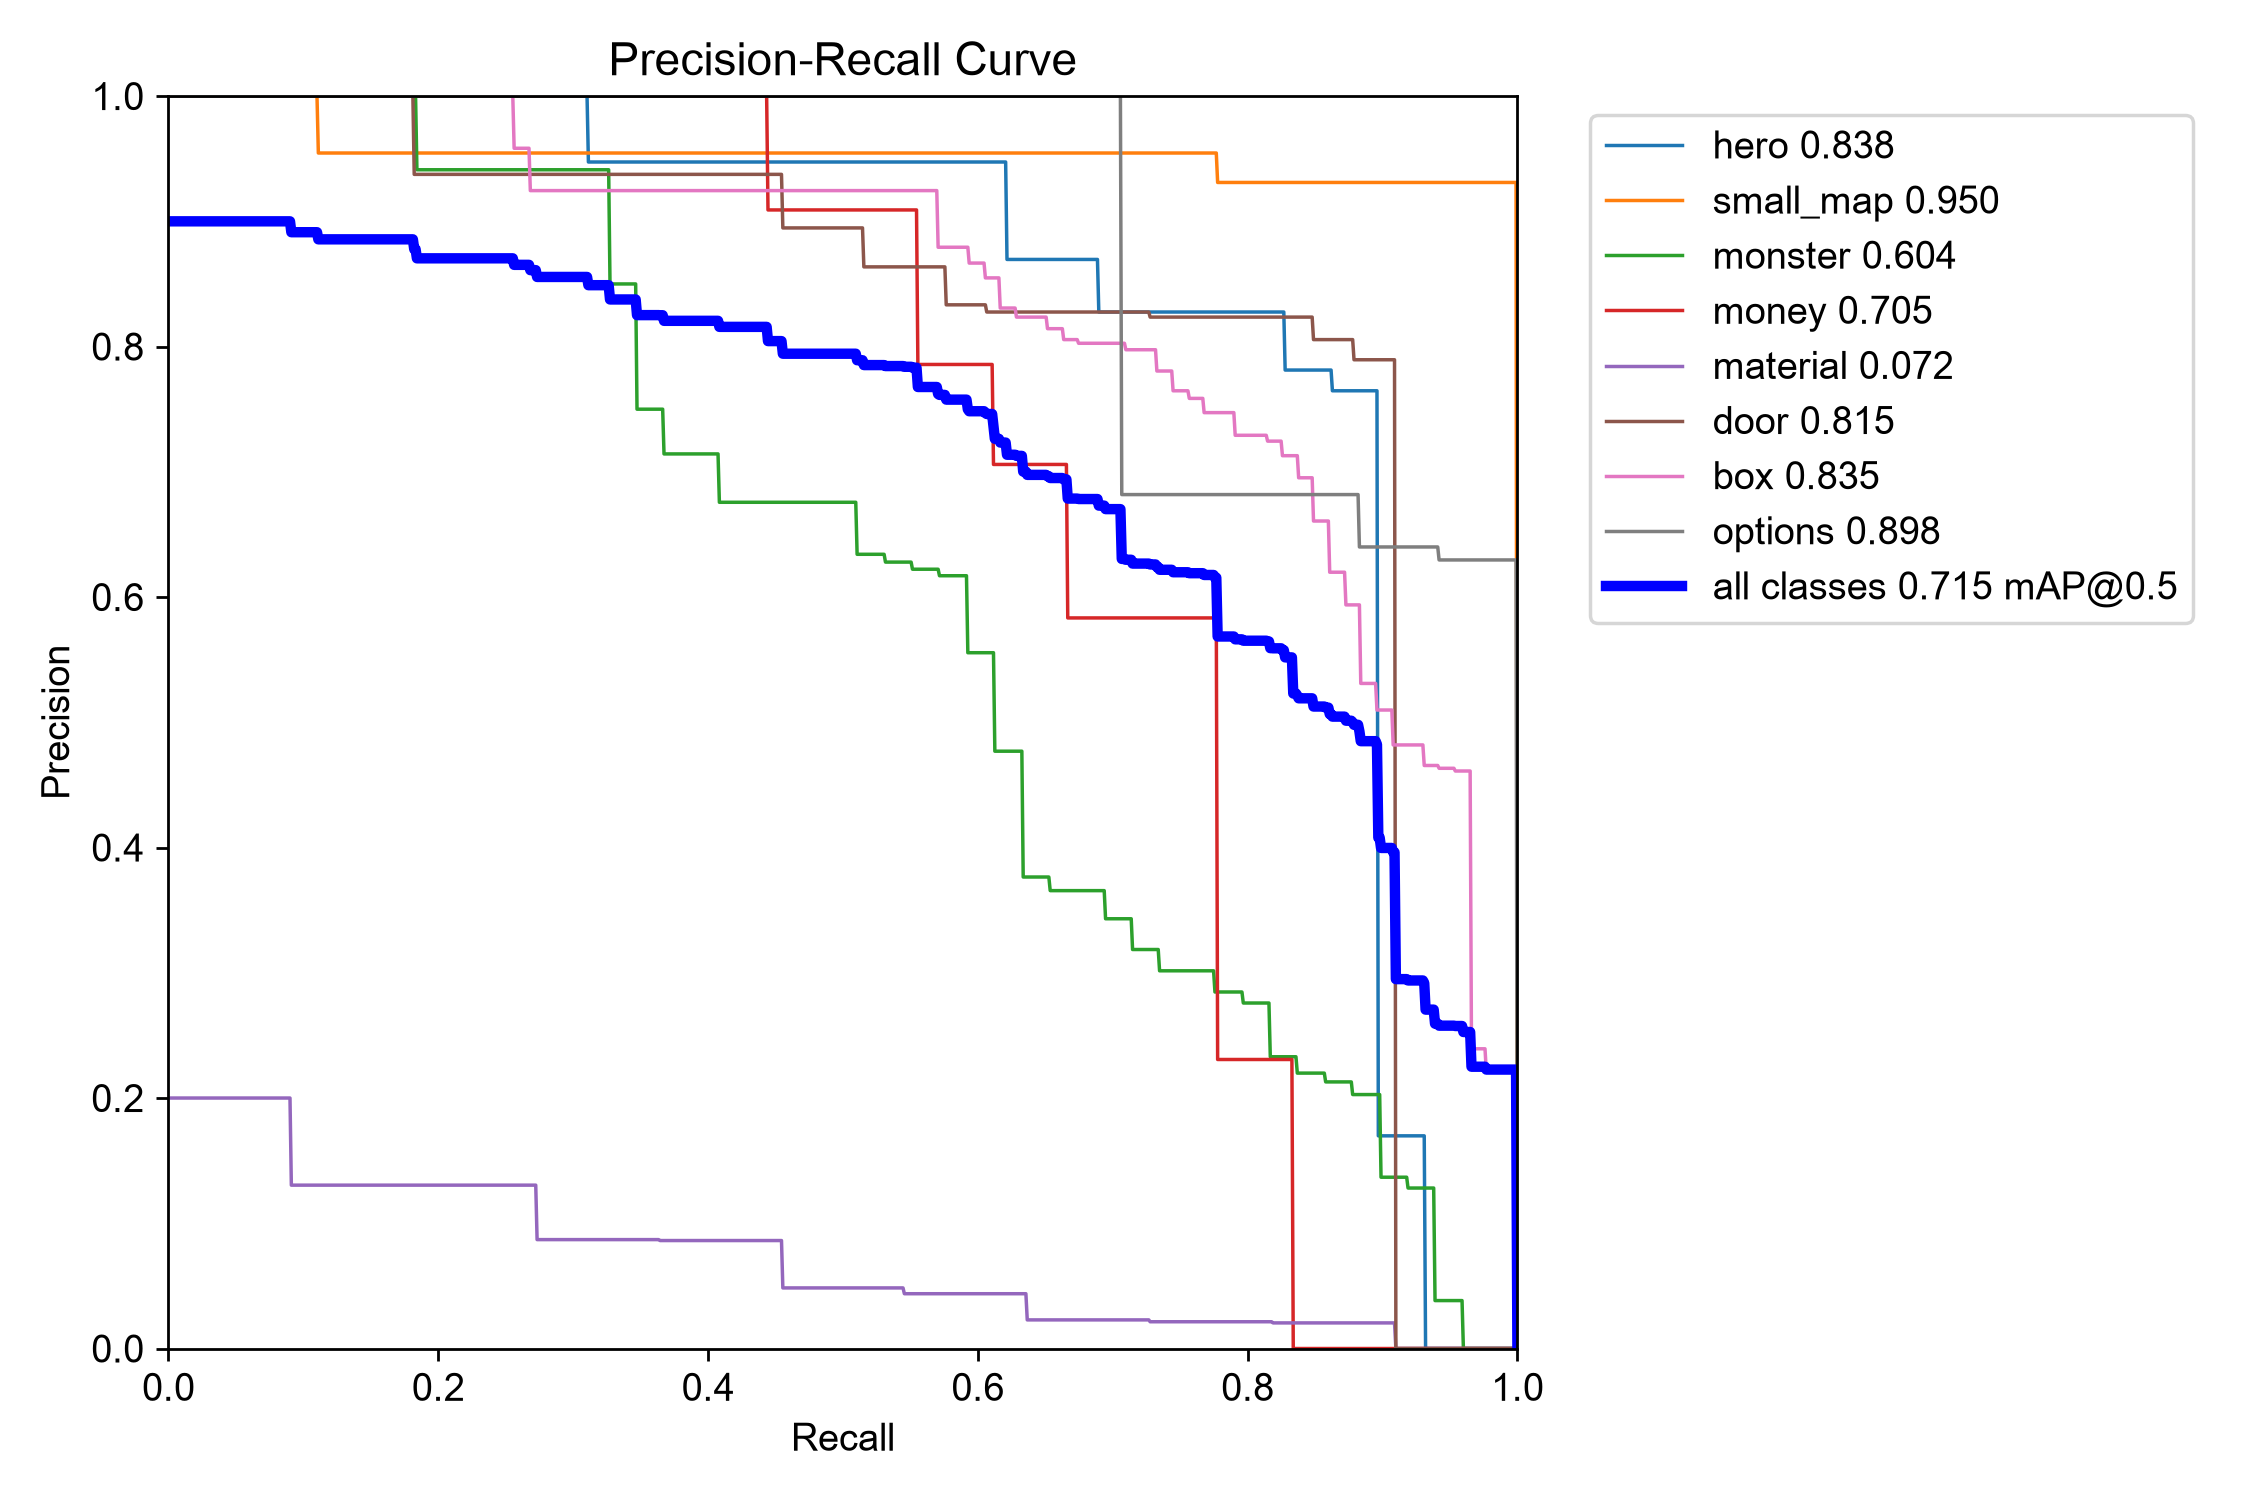 Precision-Recall Curve
1.0
0.8
0.6
0.4
0.2
0.0
Precision
0.0 0.2 0.4 0.6 0.8 1.0
Recall
hero 0.838
small_map 0.950
monster 0.604
money 0.705
material 0.072
door 0.815
box 0.835
options 0.898
all classes 0.715 mAP@0.5